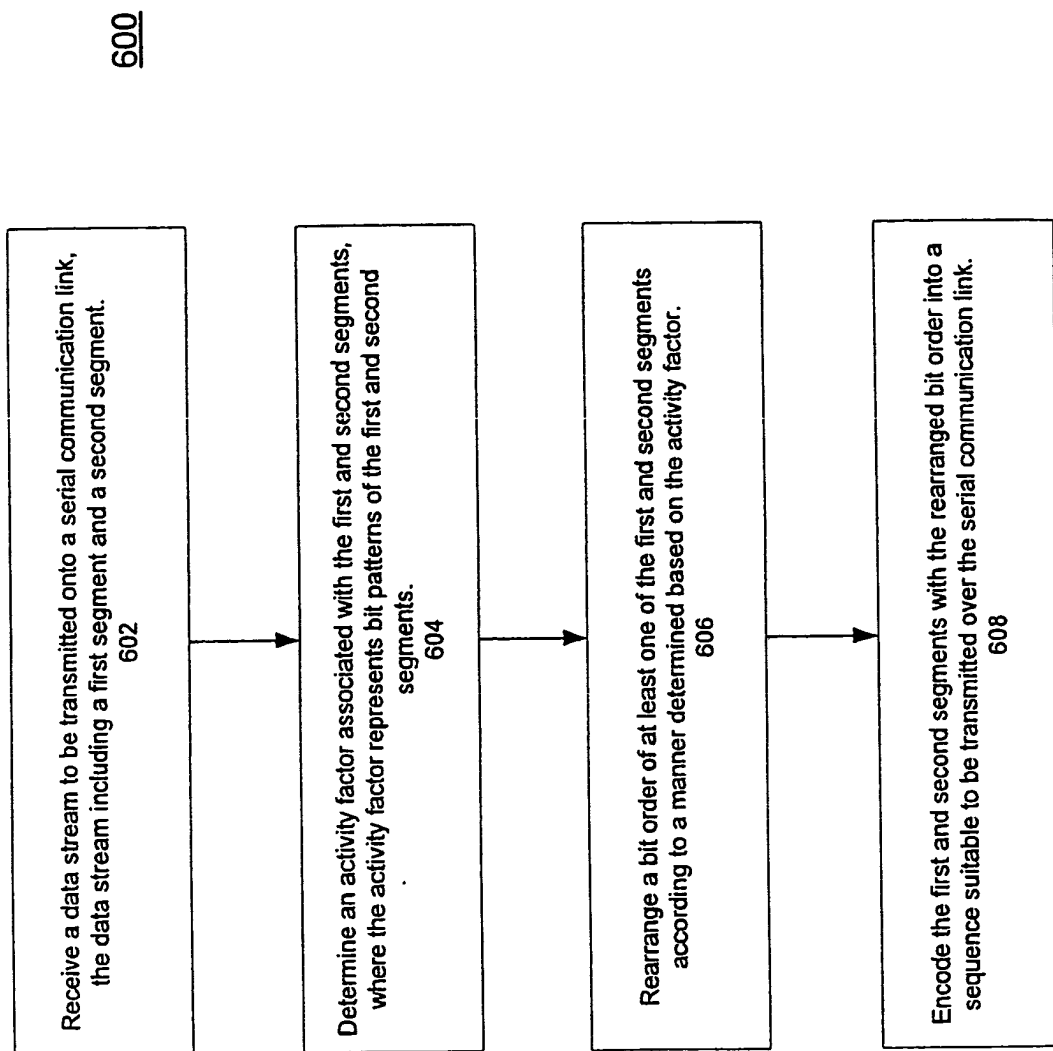 600
Receive a data stream to be transmitted onto a serial communication link,
the data stream including a first segment and a second segment.
602
Determine an activity factor associated with the first and second segments,
where the activity factor represents bit patterns of the first and second
segments.
604
Rearrange a bit order of at least one of the first and second segments
according to a manner determined based on the activity factor.
606
Encode the first and second segments with the rearranged bit order into a
sequence suitable to be transmitted over the serial communication link.
608